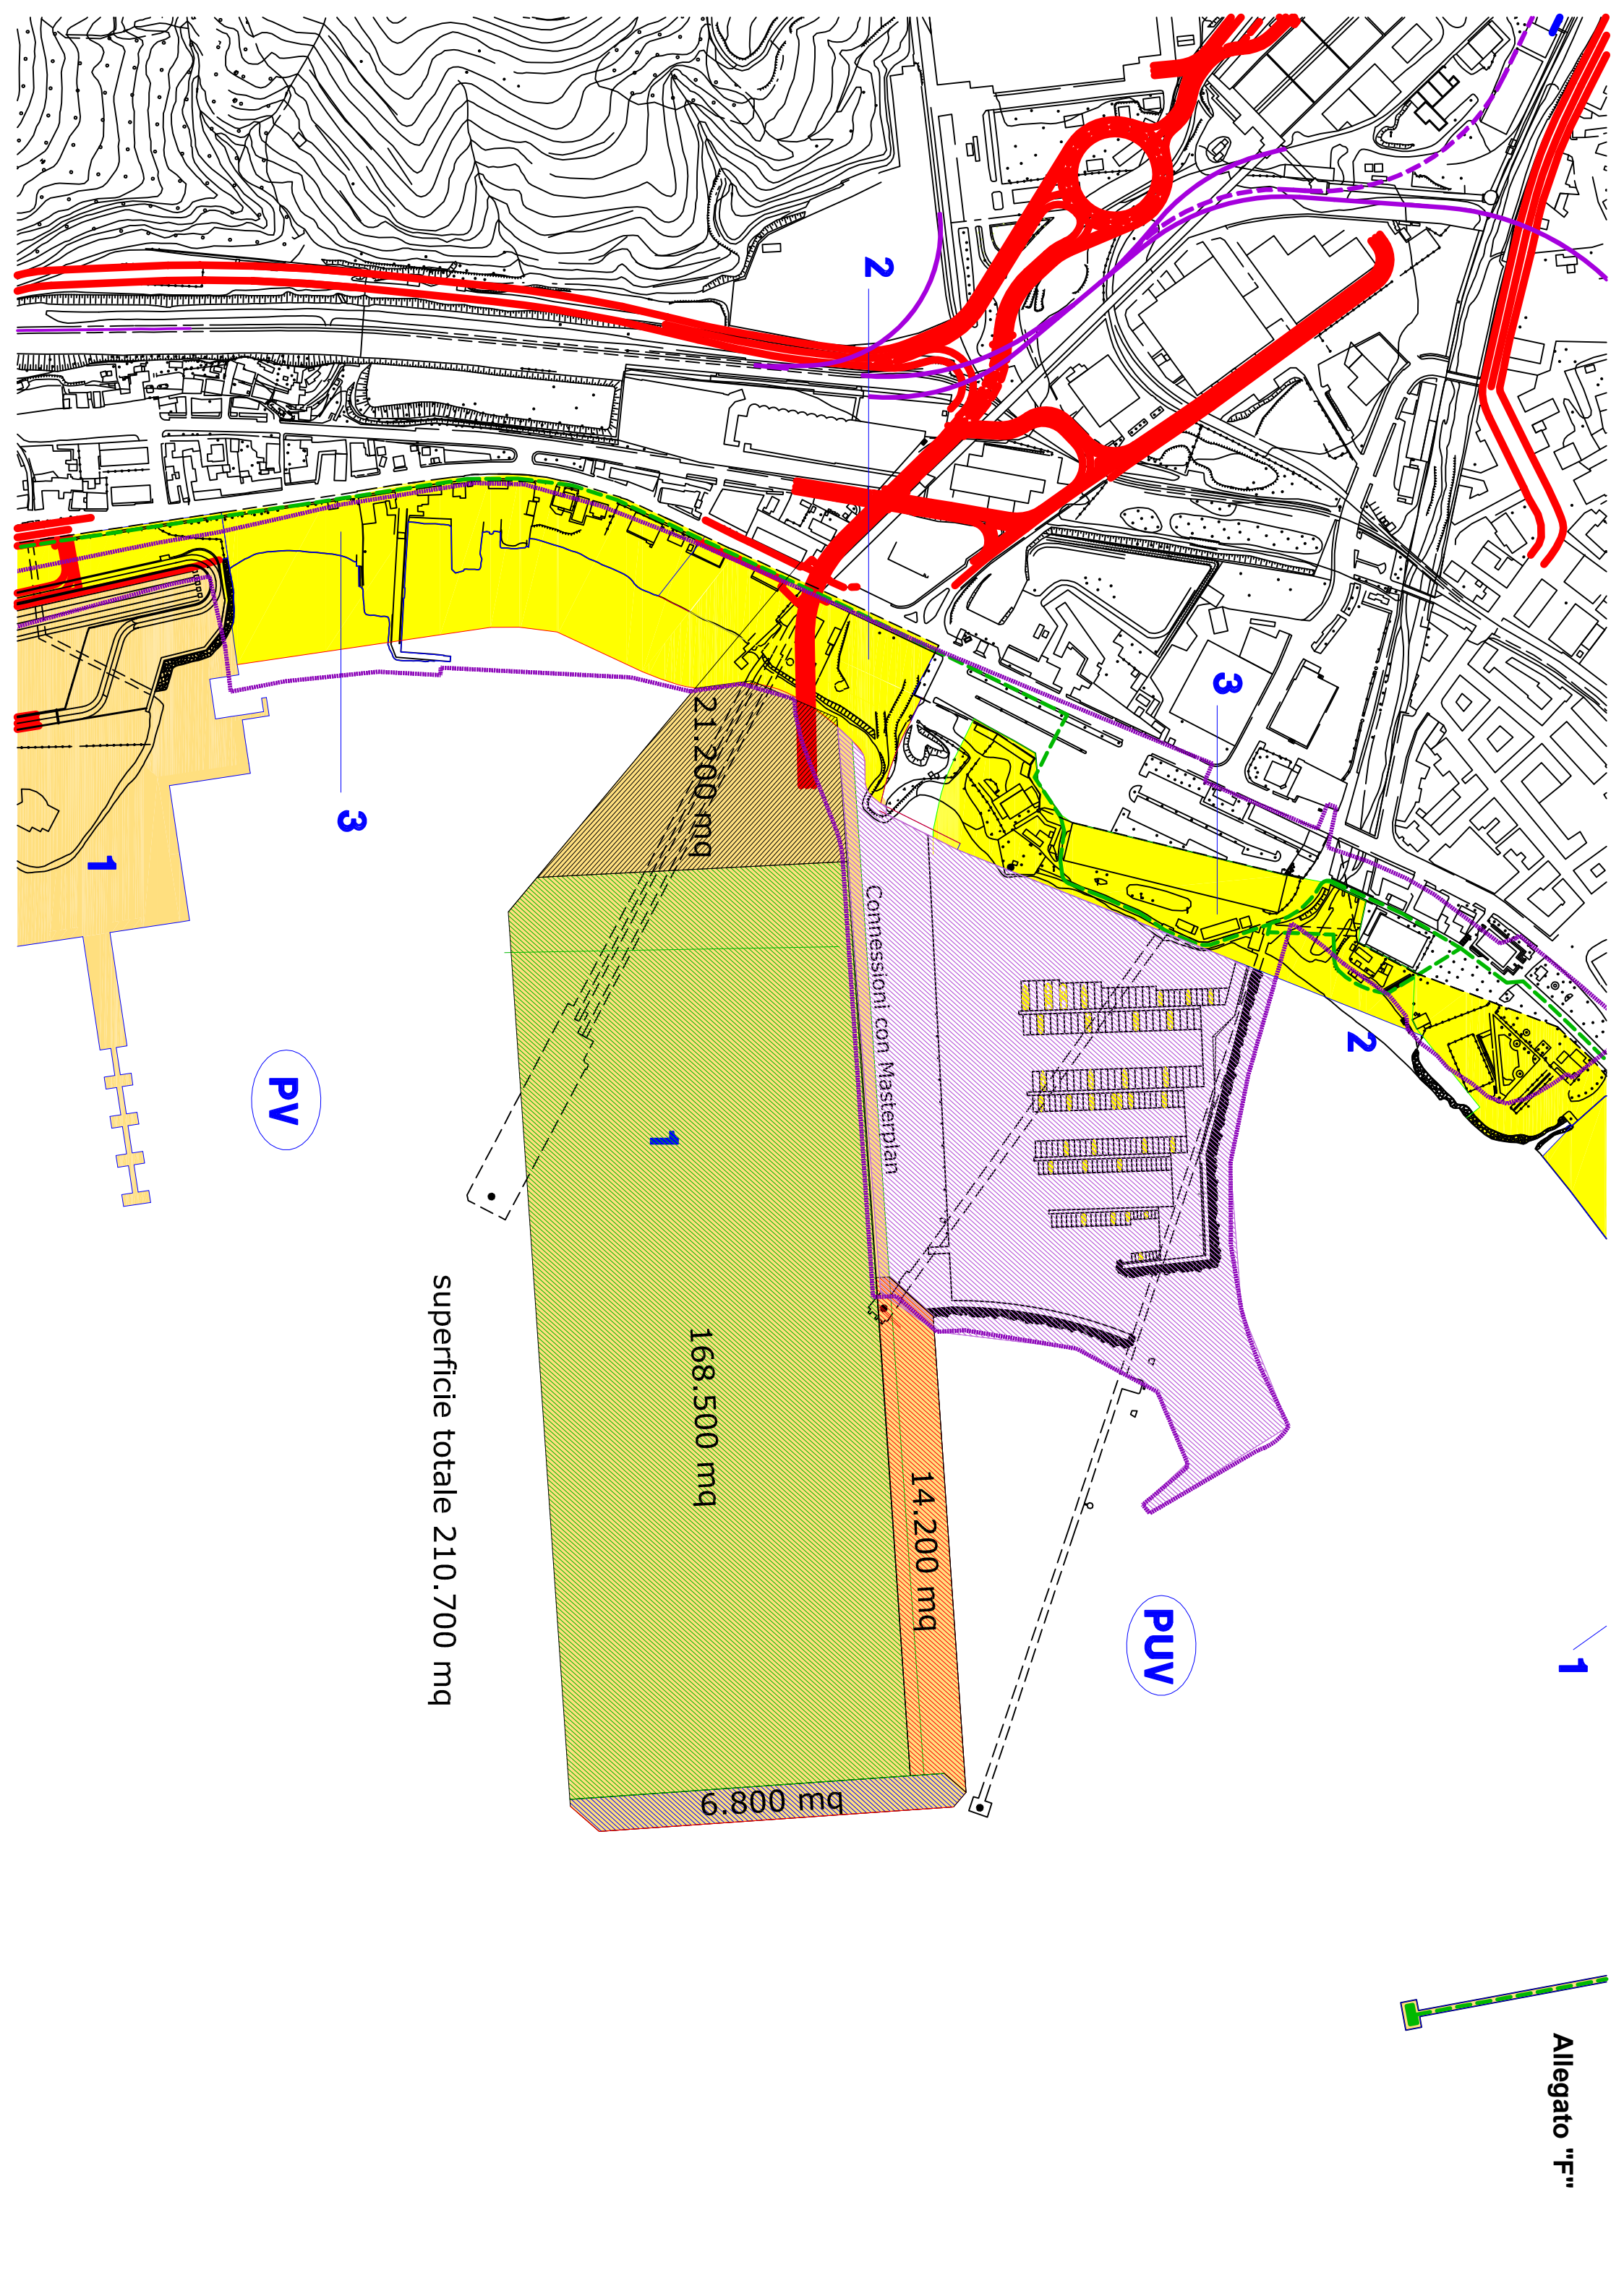 Allegato "F"
1
2
3
PUV
14.200 mq
6.800 mq
Connessioni con Masterplan
2
21.200 mq
168.500 mq
1
superficie totale 210.700 mq
3
PV
1